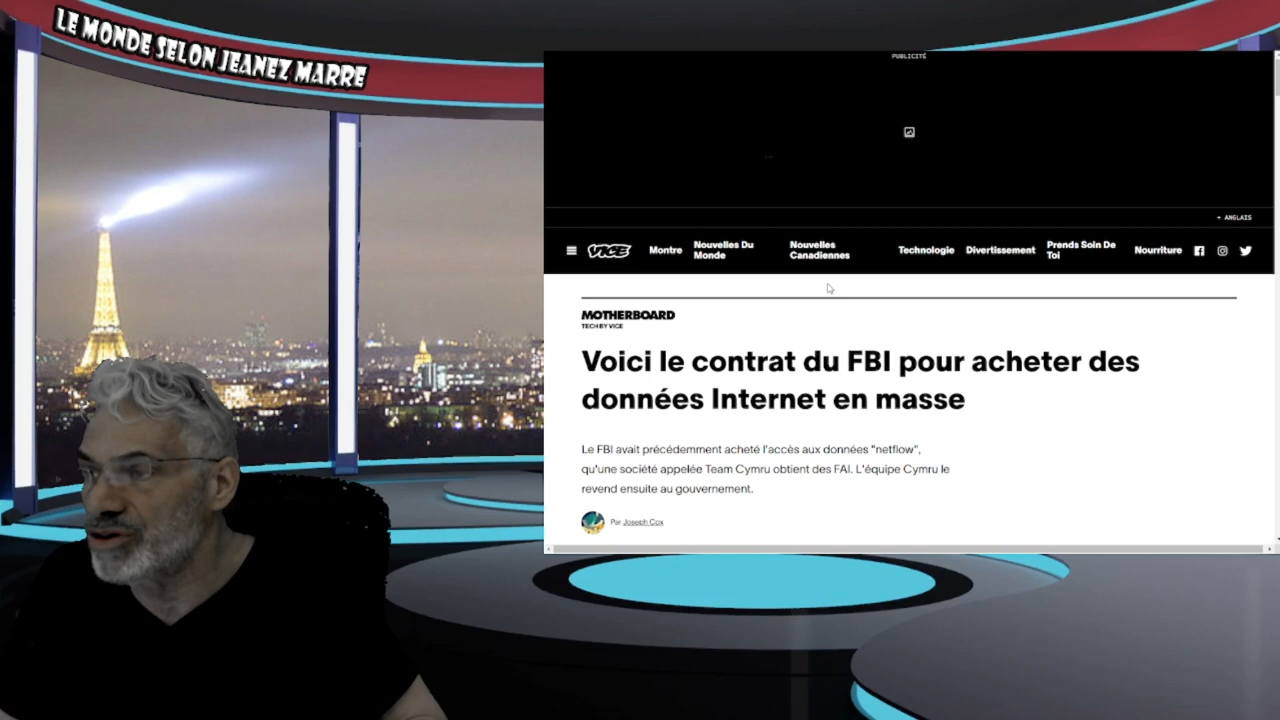 LE MONDE SELON JEANEZ MARRE
PUBLICITÉ
+ ANGLAIS
VICE
Montre
Nouvelles Du
Monde
Nouvelles
Canadiennes
Technologie
Divertissement
Prends Soin De
Toi
Nourriture
MOTHERBOARD
TECH BY VICE
Voici le contrat du FBI pour acheter des
données Internet en masse
Le FBI avait précédemment acheté l'accès aux données "netflow",
qu'une société appelée Team Cymru obtient des FAI. L'équipe Cymru le
revend ensuite au gouvernement.
Par Joseph Cox